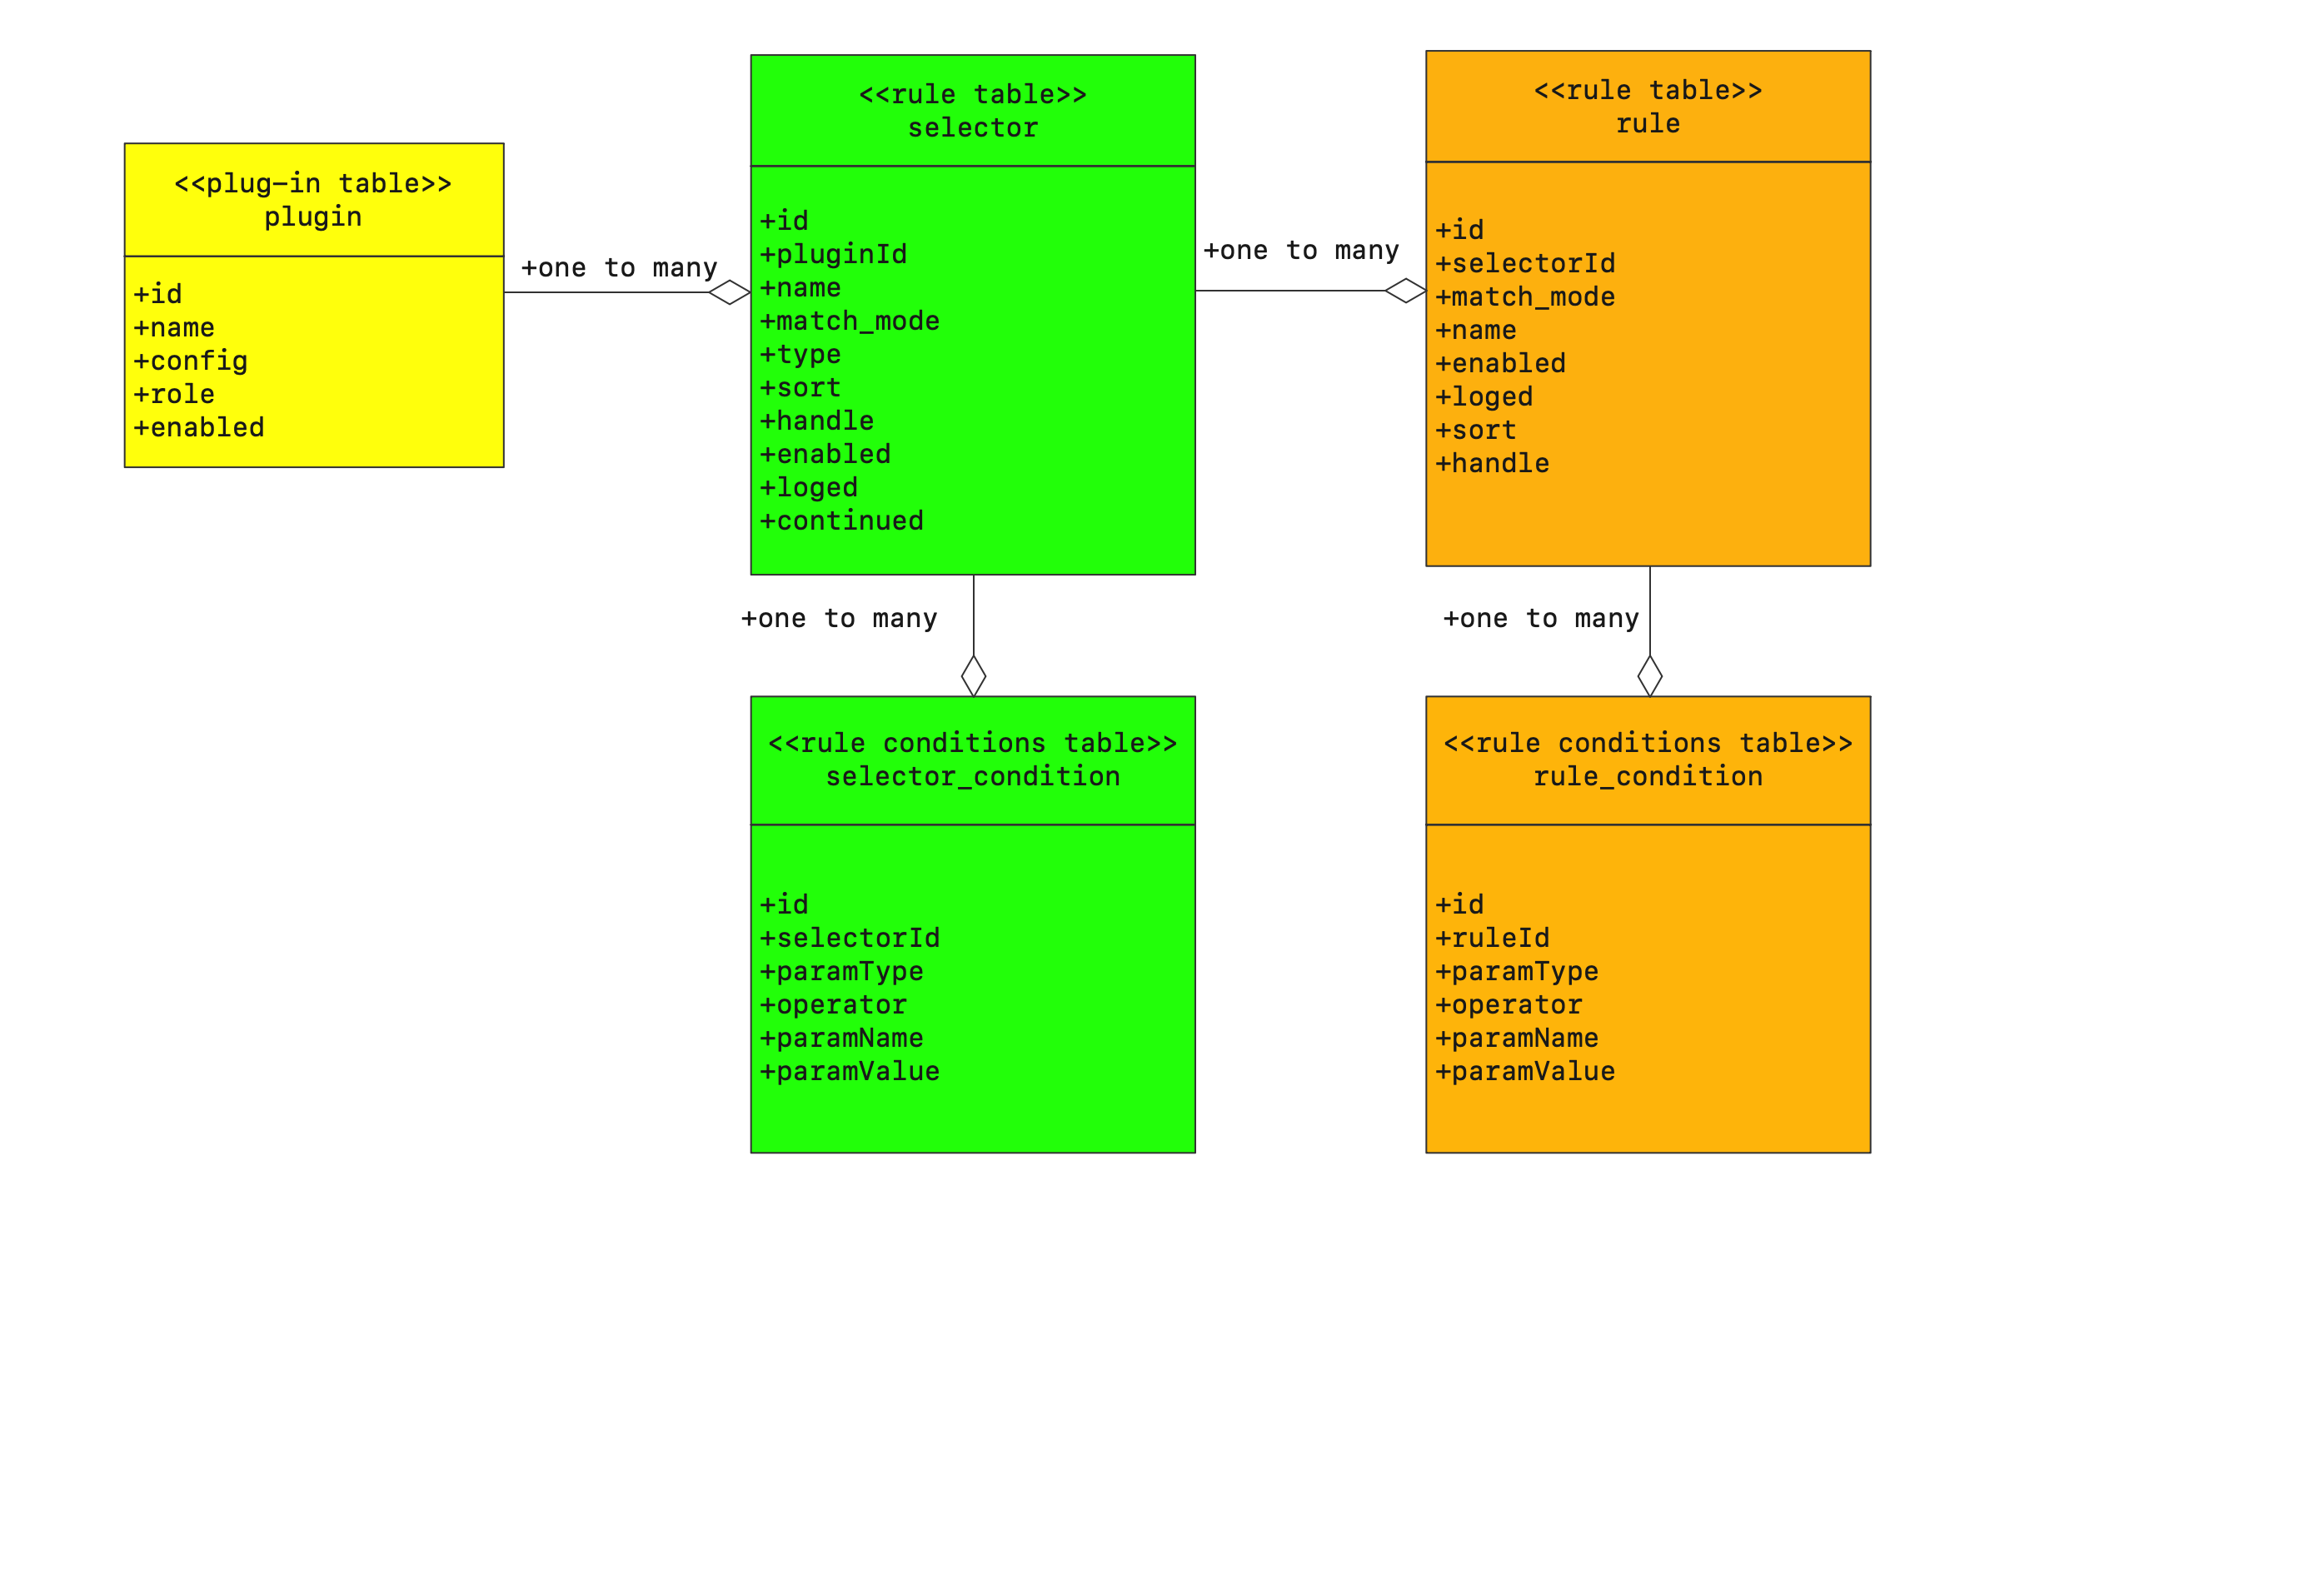 <<plug-in table>>
plugin
+id
+name
+config
+role
+enabled
+one to many
<<rule table>>
selector
+id
+pluginId
+name
+match_mode
+type
+sort
+handle
+enabled
+loged
+continued
+one to many
<<rule table>>
rule
+id
+selectorId
+match_mode
+name
+enabled
+loged
+sort
+handle
+one to many
<<rule conditions table>>
selector_condition
+id
+selectorId
+paramType
+operator
+paramName
+paramValue
+one to many
<<rule conditions table>>
rule_condition
+id
+ruleId
+paramType
+operator
+paramName
+paramValue